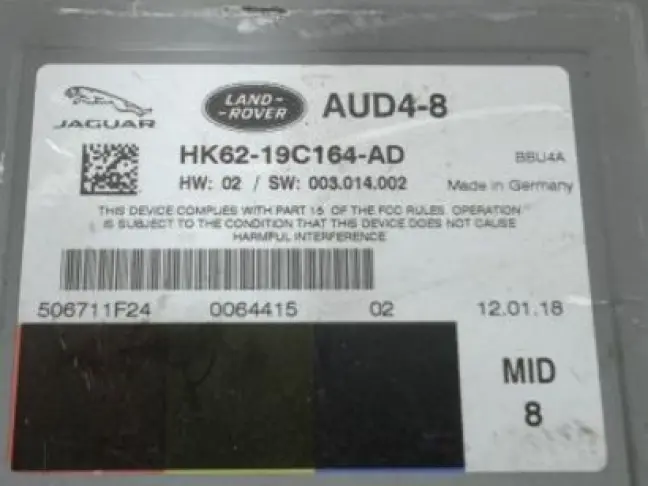 JAGUAR
LAND-
-ROVER
AUD4-8
HK62-19C164-AD
BBU4A
HW: 02 / SW: 003.014.002
Made in Germany
THIS DEVICE COMPLIES WITH PART 15 OF THE FCC RULES. OPERATION
IS SUBJECT TO THE CONDITION THAT THIS DEVICE DOES NOT CAUSE
HARMFUL INTERFERENCE
506711F24 0064415 02 12.01.18
MID
8